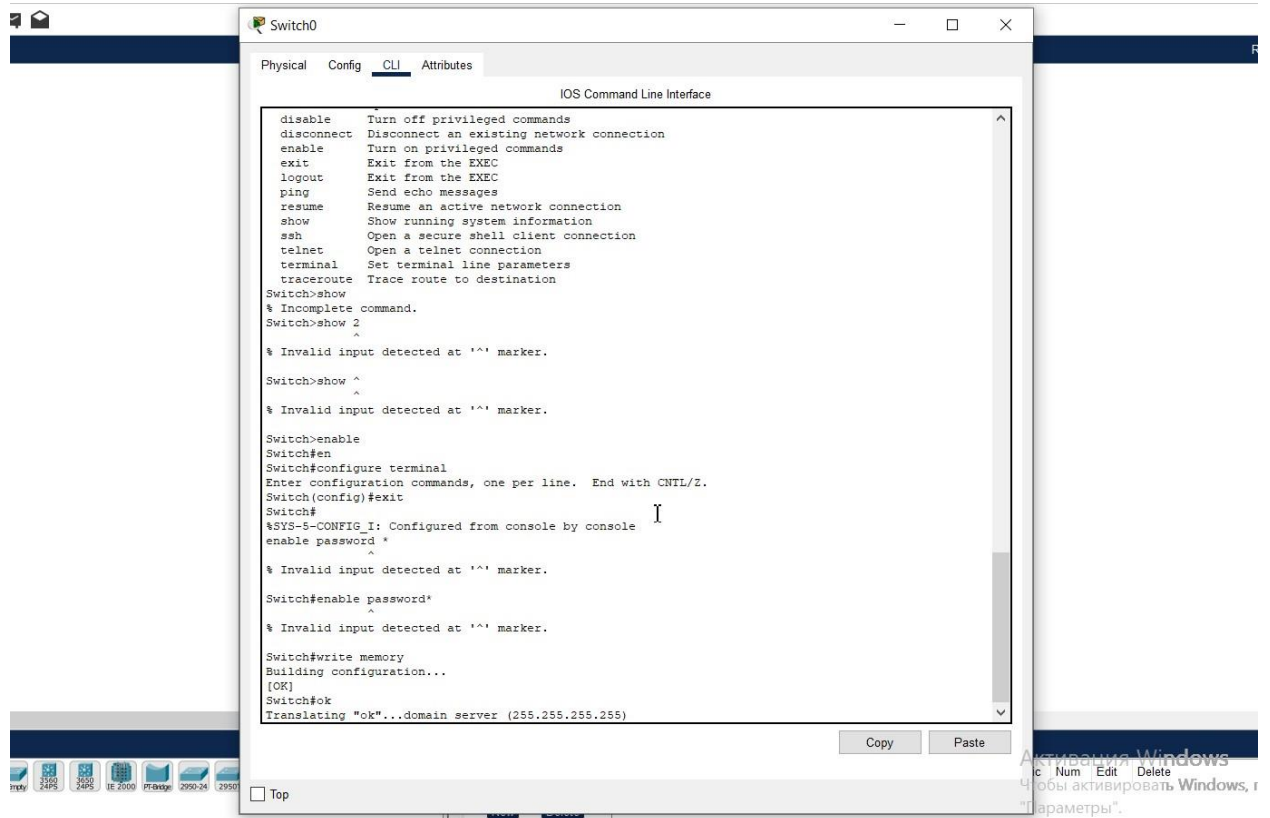 Switch0
R
Physical Config CLI Attributes
IOS Command Line Interface
disable Turn off privileged commands
disconnect Disconnect an existing network connection
enable Turn on privileged commands
exit Exit from the EXEC
logout Exit from the EXEC
ping Send echo messages
resume Resume an active network connection
show Show running system information
ssh Open a secure shell client connection
telnet Open a telnet connection
terminal Set terminal line parameters
traceroute Trace route to destination
Switch>show
% Incomplete command.
Switch>show 2
^
% Invalid input detected at '^' marker.
Switch>show ^
^
% Invalid input detected at '^' marker.
Switch>enable
Switch#en
Switch#configure terminal
Enter configuration commands, one per line. End with CNTL/Z.
Switch(config)#exit
Switch#
%SYS-5-CONFIG_I: Configured from console by console
enable password *
^
% Invalid input detected at '^' marker.
Switch#enable password*
^
% Invalid input detected at '^' marker.
Switch#write memory
Building configuration...
[OK]
Switch#ok
Translating "ok"...domain server (255.255.255.255)
Copy Paste
Активация Windows
ic Num Edit Delete
Чтобы активировать Windows, п
"Параметры".
3560 24PS 3650 24PS IE 2000 PT-Bridge 2950-24 2950T
Top